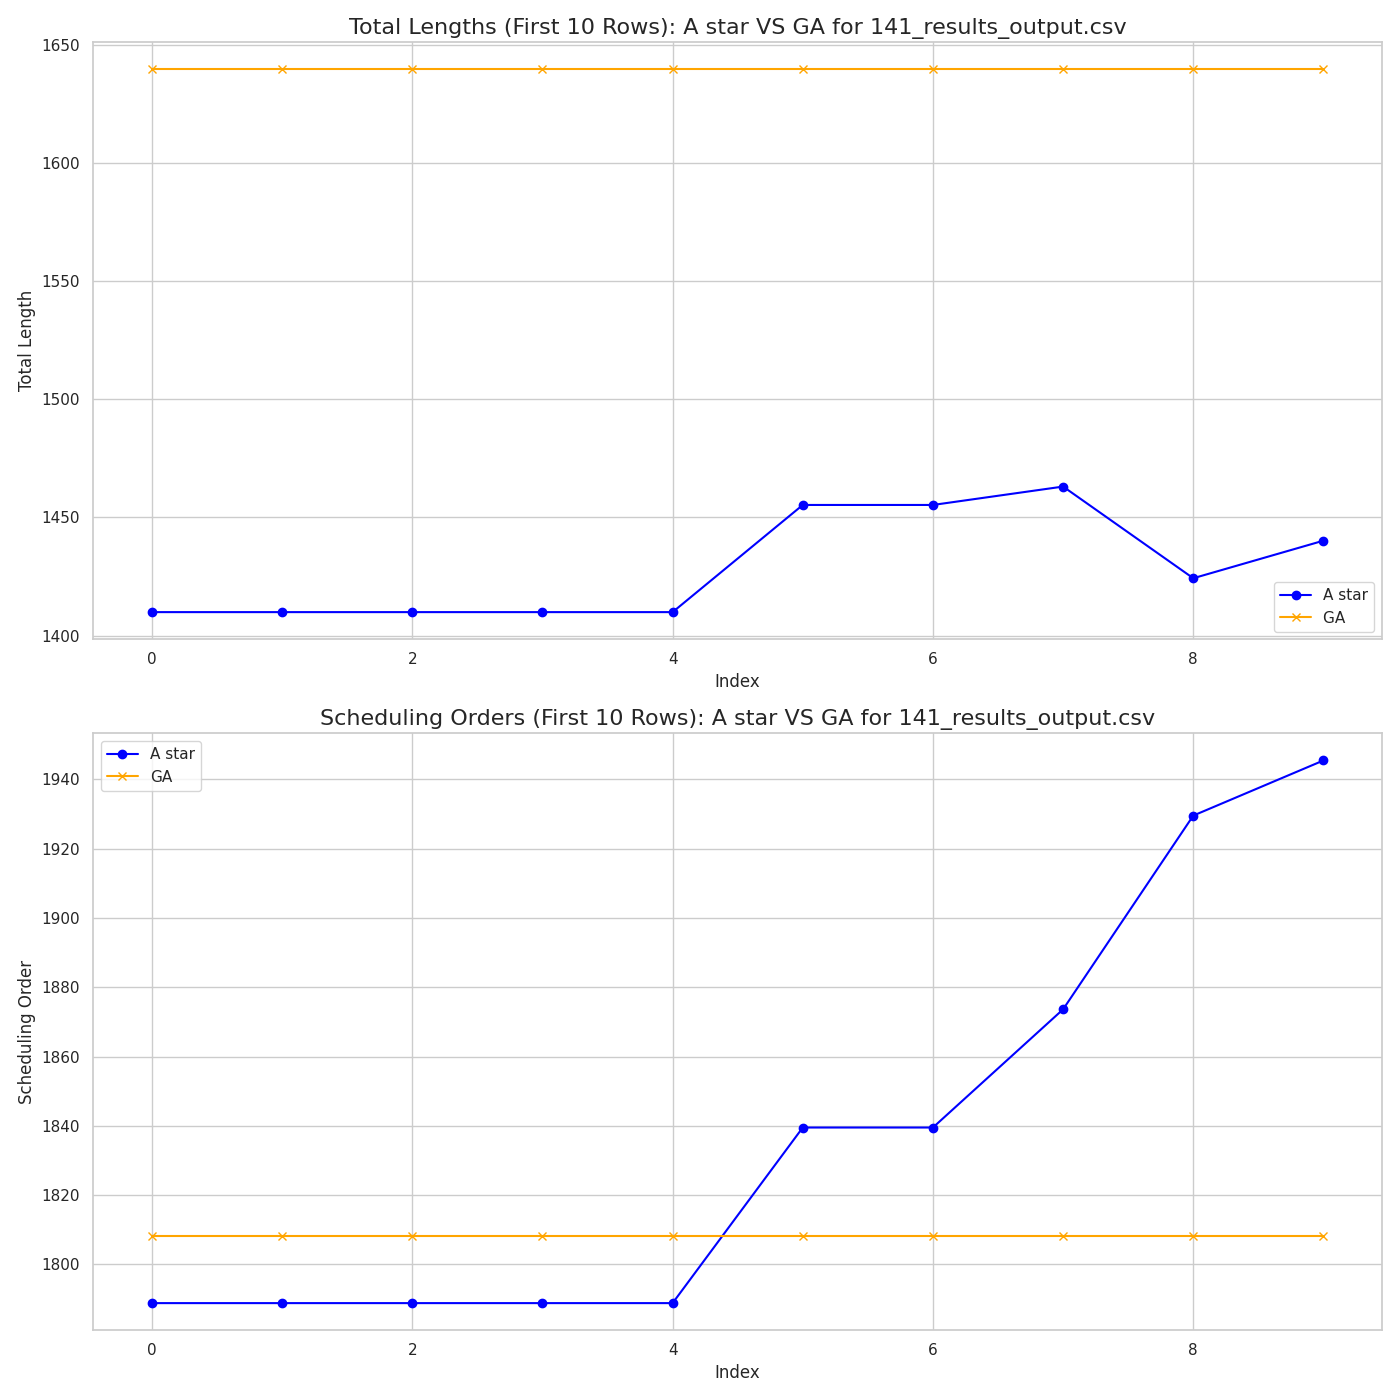 Total Lengths (First 10 Rows): A star VS GA for 141_results_output.csv
1650
1600
1550
1500
1450
1400
Total Length
A star
GA
0 2 4 6 8
Index
Scheduling Orders (First 10 Rows): A star VS GA for 141_results_output.csv
A star
GA
1940
1920
1900
1880
1860
1840
1820
1800
Scheduling Order
0 2 4 6 8
Index